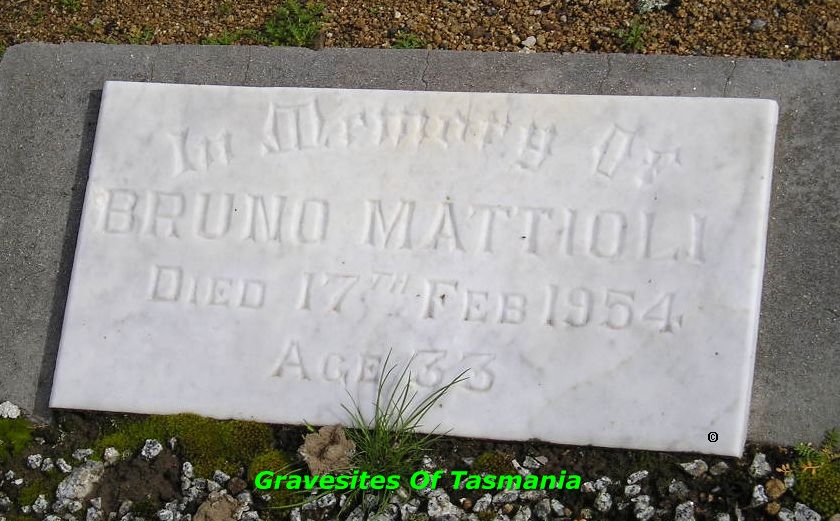 In Memory Of
BRUNO MATTIOLI
DIED 17TH FEB 1954
AGE 33
©
Gravesites Of Tasmania